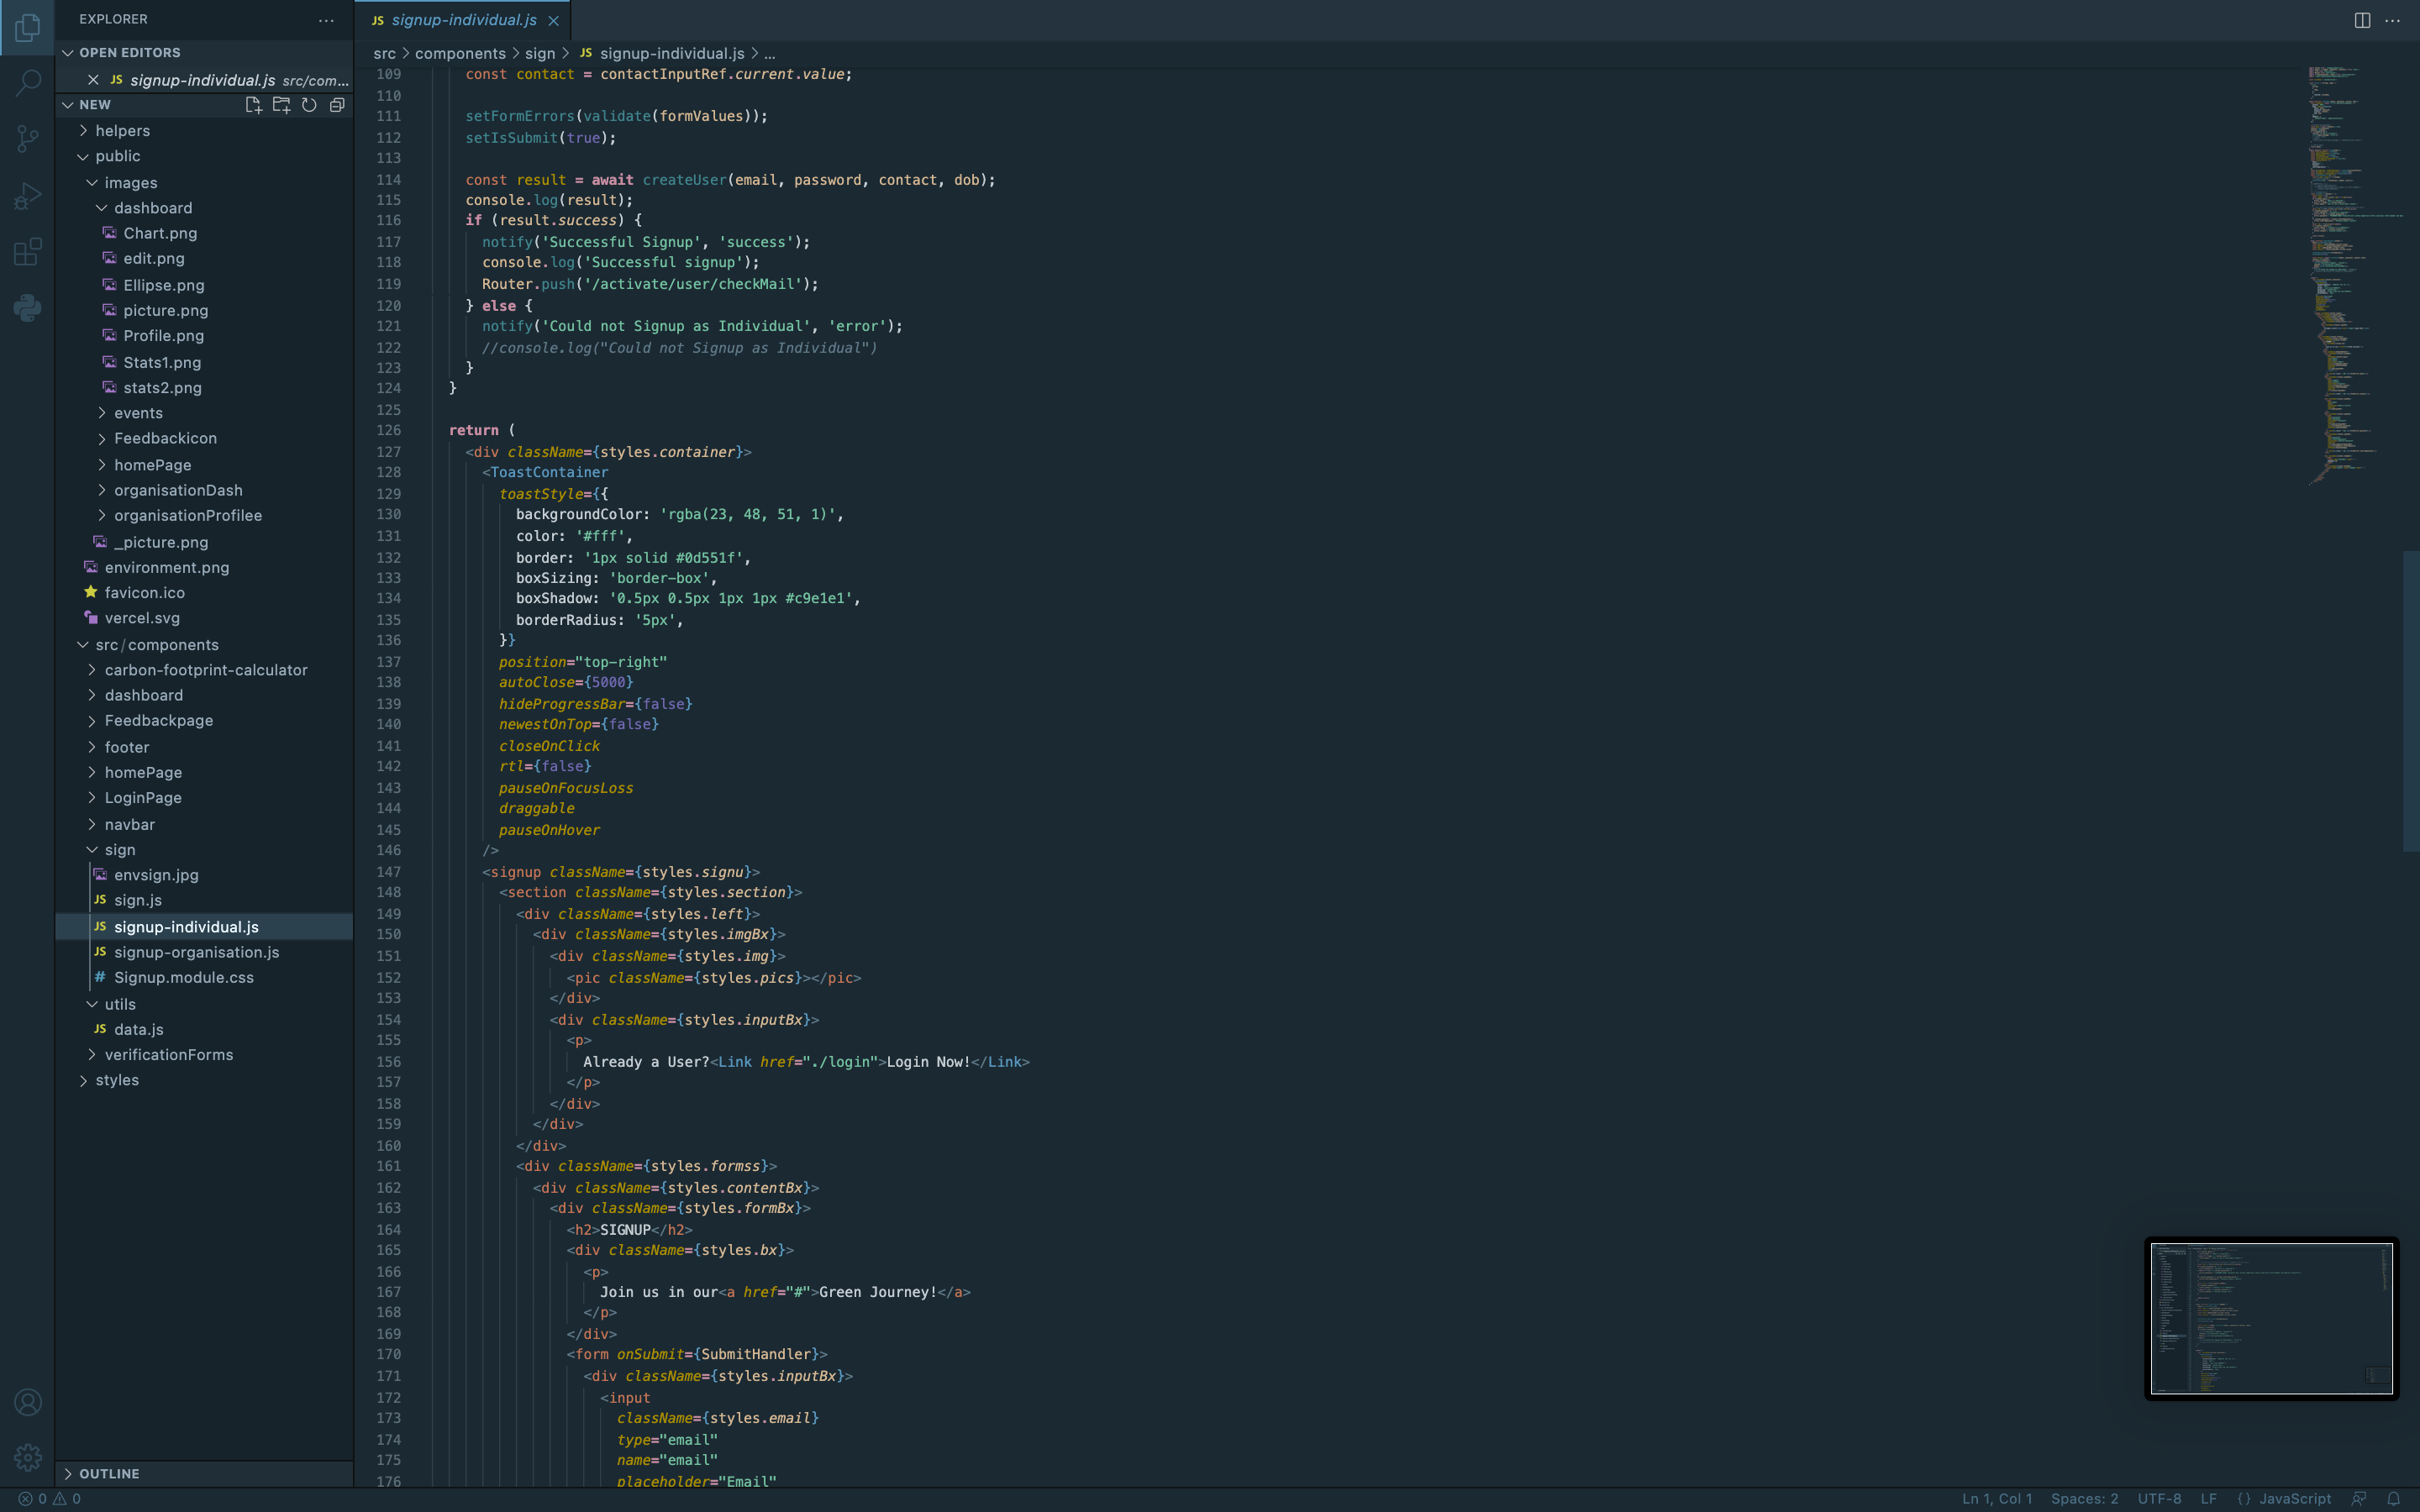 EXPLORER
OPEN EDITORS
JS signup-individual.js src/com...
NEW
helpers
public
images
dashboard
Chart.png
edit.png
Ellipse.png
picture.png
Profile.png
Stats1.png
stats2.png
events
Feedbackicon
homePage
organisationDash
organisationProfilee
_picture.png
environment.png
favicon.ico
vercel.svg
src/components
carbon-footprint-calculator
dashboard
Feedbackpage
footer
homePage
LoginPage
navbar
sign
envsign.jpg
JS sign.js
JS signup-individual.js
JS signup-organisation.js
# Signup.module.css
utils
JS data.js
verificationForms
styles
OUTLINE
JS signup-individual.js
src > components > sign > JS signup-individual.js > ...
109 const contact = contactInputRef.current.value;
110
111 setFormErrors(validate(formValues));
112 setIsSubmit(true);
113
114 const result = await createUser(email, password, contact, dob);
115 console.log(result);
116 if (result.success) {
117 notify('Successful Signup', 'success');
118 console.log('Successful signup');
119 Router.push('/activate/user/checkMail');
120 } else {
121 notify('Could not Signup as Individual', 'error');
122 //console.log("Could not Signup as Individual")
123 }
124 }
125
126 return (
127 <div className={styles.container}>
128 <ToastContainer
129 toastStyle={{
130 backgroundColor: 'rgba(23, 48, 51, 1)',
131 color: '#fff',
132 border: '1px solid #0d551f',
133 boxSizing: 'border-box',
134 boxShadow: '0.5px 0.5px 1px 1px #c9e1e1',
135 borderRadius: '5px',
136 }}
137 position="top-right"
138 autoClose={5000}
139 hideProgressBar={false}
140 newestOnTop={false}
141 closeOnClick
142 rtl={false}
143 pauseOnFocusLoss
144 draggable
145 pauseOnHover
146 />
147 <signup className={styles.signu}>
148 <section className={styles.section}>
149 <div className={styles.left}>
150 <div className={styles.imgBx}>
151 <div className={styles.img}>
152 <pic className={styles.pics}></pic>
153 </div>
154 <div className={styles.inputBx}>
155 <p>
156 Already a User?<Link href="./login">Login Now!</Link>
157 </p>
158 </div>
159 </div>
160 </div>
161 <div className={styles.formss}>
162 <div className={styles.contentBx}>
163 <div className={styles.formBx}>
164 <h2>SIGNUP</h2>
165 <div className={styles.bx}>
166 <p>
167 Join us in our<a href="#">Green Journey!</a>
168 </p>
169 </div>
170 <form onSubmit={SubmitHandler}>
171 <div className={styles.inputBx}>
172 <input
173 className={styles.email}
174 type="email"
175 name="email"
176 placeholder="Email"
0 0
Ln 1, Col 1 Spaces: 2 UTF-8 LF {} JavaScript